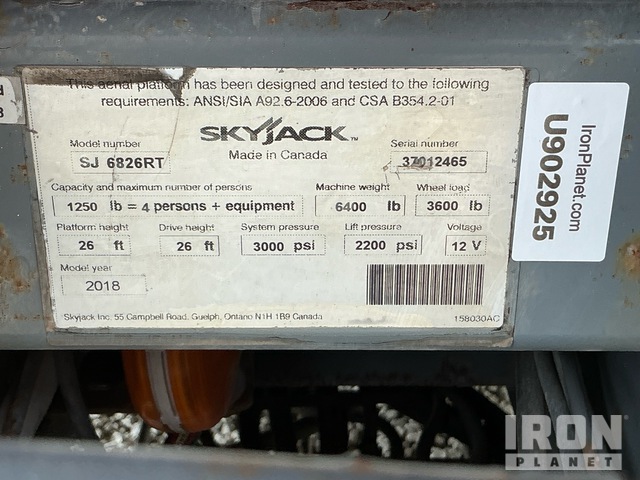 This aerial platform has been designed and tested to the following
requirements: ANSI/SIA A92.6-2006 and CSA B354.2-01
SKYJACK™
Made in Canada
Model number
SJ 6826RT
Serial number
37012465
Capacity and maximum number of persons
1250 lb = 4 persons + equipment
Machine weight
6400 lb
Wheel load
3600 lb
Platform height
26 ft
Drive height
26 ft
System pressure
3000 psi
Lift pressure
2200 psi
Voltage
12 V
Model year
2018
Skyjack Inc, 55 Campbell Road, Guelph, Ontario N1H 1B9 Canada
158030AC
IronPlanet.com
U902925
IRON
PLANET